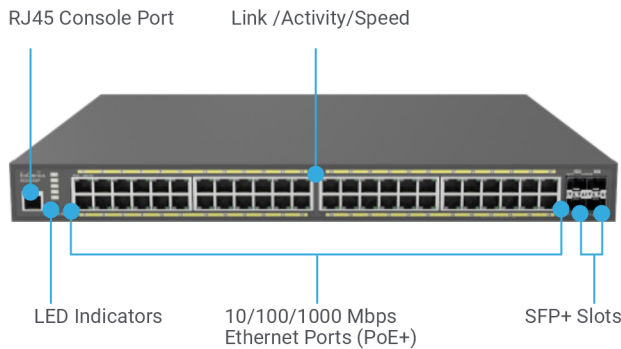 RJ45 Console Port
Link /Activity/Speed
LED Indicators
10/100/1000 Mbps
Ethernet Ports (PoE+)
SFP+ Slots